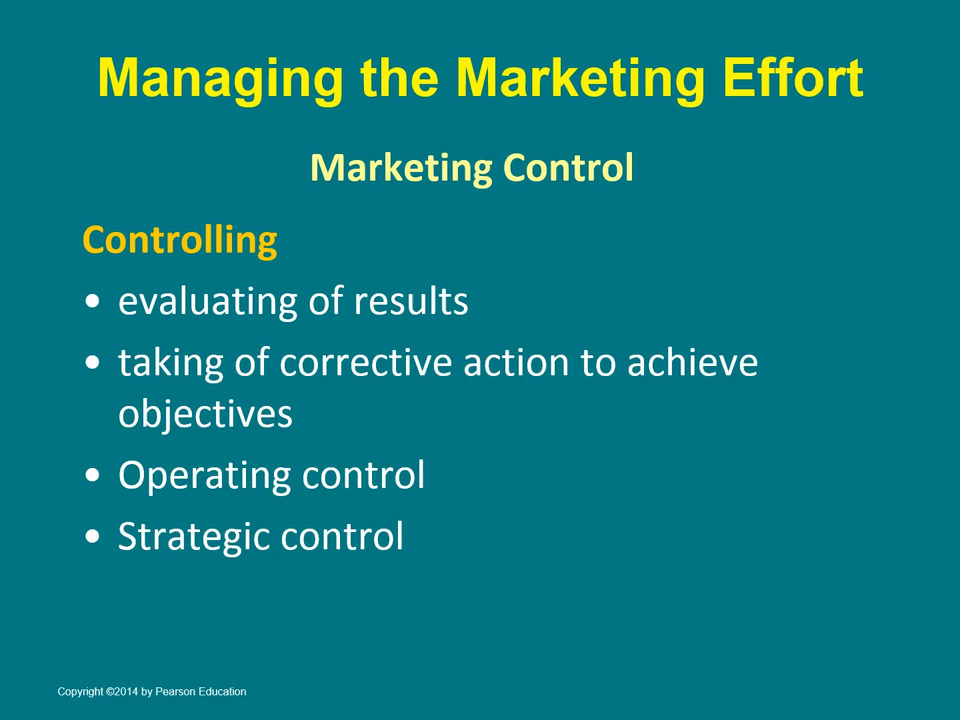 Managing the Marketing Effort
Marketing Control
Controlling
• evaluating of results
• taking of corrective action to achieve
objectives
• Operating control
• Strategic control
Copyright ©2014 by Pearson Education